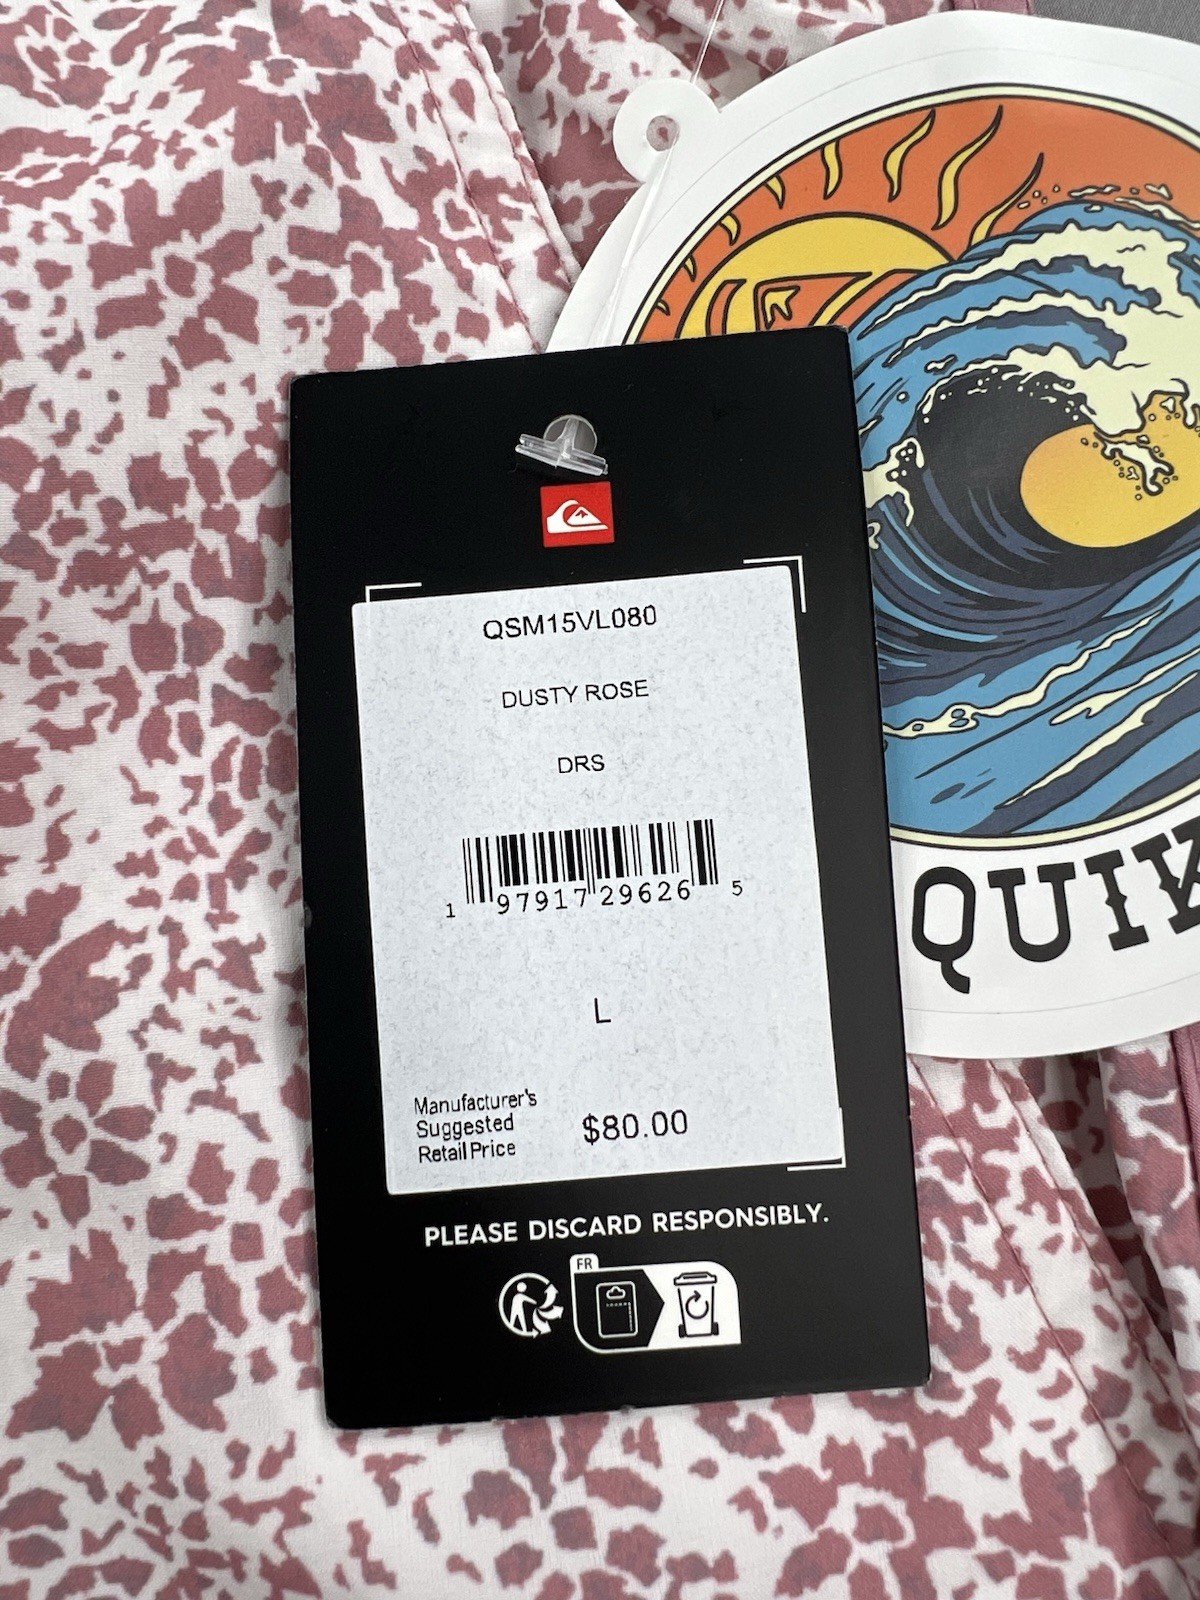 QSM15VL080
DUSTY ROSE
DRS
1 97917 29626 5
L
Manufacturer's
Suggested
Retail Price
$80.00
PLEASE DISCARD RESPONSIBLY.
FR
QUIK